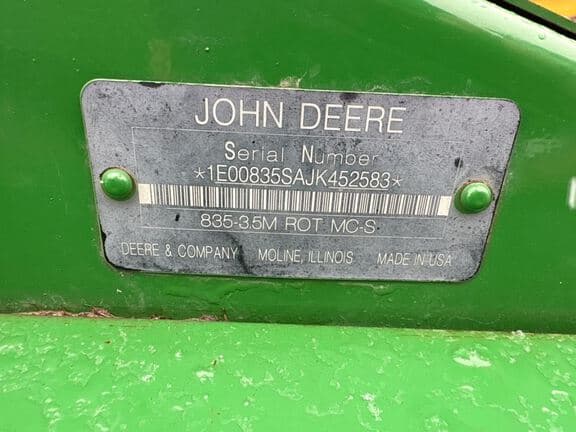 JOHN DEERE
Serial Number
*1E00835SAJK452583*
835-3.5M ROT MC-S
DEERE & COMPANY MOLINE, ILLINOIS MADE IN USA